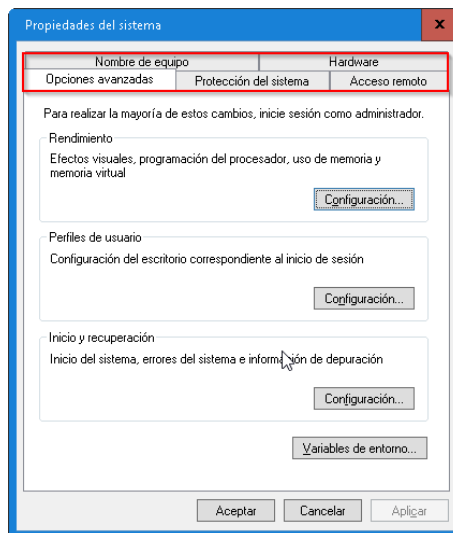 Propiedades del sistema
x
Nombre de equipo Hardware
Opciones avanzadas Protección del sistema Acceso remoto
Para realizar la mayoría de estos cambios, inicie sesión como administrador.
Rendimiento
Efectos visuales, programación del procesador, uso de memoria y
memoria virtual
Configuración...
Perfiles de usuario
Configuración del escritorio correspondiente al inicio de sesión
Configuración...
Inicio y recuperación
Inicio del sistema, errores del sistema e información de depuración
Configuración...
Variables de entorno...
Aceptar Cancelar Aplicar